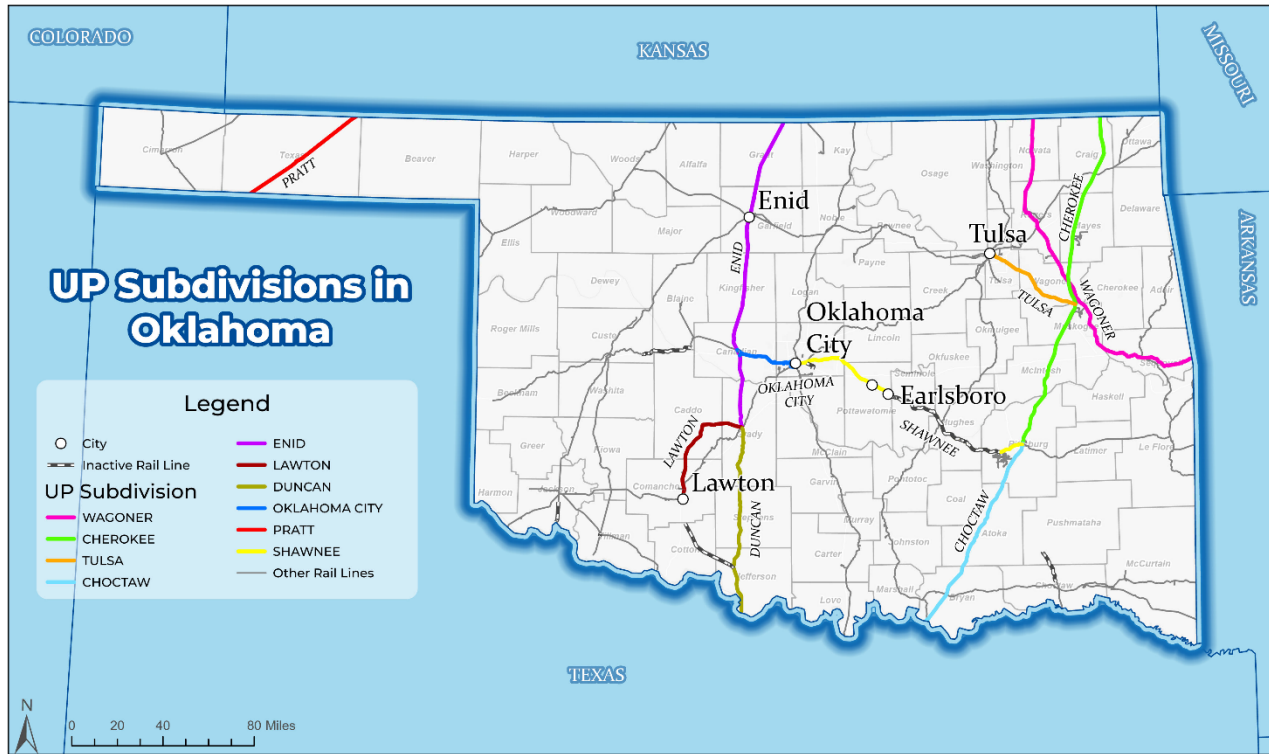 COLORADO
KANSAS
MISSOURI
ARKANSAS
TEXAS
UP Subdivisions in
Oklahoma
Legend
City
Inactive Rail Line
UP Subdivision
WAGONER
CHEROKEE
TULSA
CHOCTAW
ENID
LAWTON
DUNCAN
OKLAHOMA CITY
PRATT
SHAWNEE
Other Rail Lines
N
0 20 40 80 Miles
Cimarron
Texas
Beaver
Harper
Woods
Alfalfa
Grant
Kay
Osage
Washington
Nowata
Craig
Ottawa
PRATT
Woodward
Major
Garfield
Noble
Pawnee
Rogers
Mayes
Delaware
Enid
Tulsa
ENID
CHEROKEE
Ellis
Dewey
Blaine
Kingfisher
Logan
Payne
Creek
Tulsa
Wagoner
Cherokee
Adair
TULSA
WAGONER
Roger Mills
Custer
Canadian
Oklahoma
City
Lincoln
Okmulgee
Okfuskee
McIntosh
OKLAHOMA
CITY
Beckham
Washita
Caddo
Grady
Pottawatomie
Seminole
Earlsboro
Hughes
SHAWNEE
Haskell
Greer
Kiowa
LAWTON
McClain
Pittsburg
Latimer
Le Flore
Harmon
Jackson
Comanche
Lawton
Garvin
Pontotoc
Coal
Stephens
DUNCAN
Tillman
Cotton
Jefferson
Murray
Carter
Johnston
Atoka
CHOCTAW
Pushmataha
McCurtain
Love
Marshall
Bryan
Choctaw